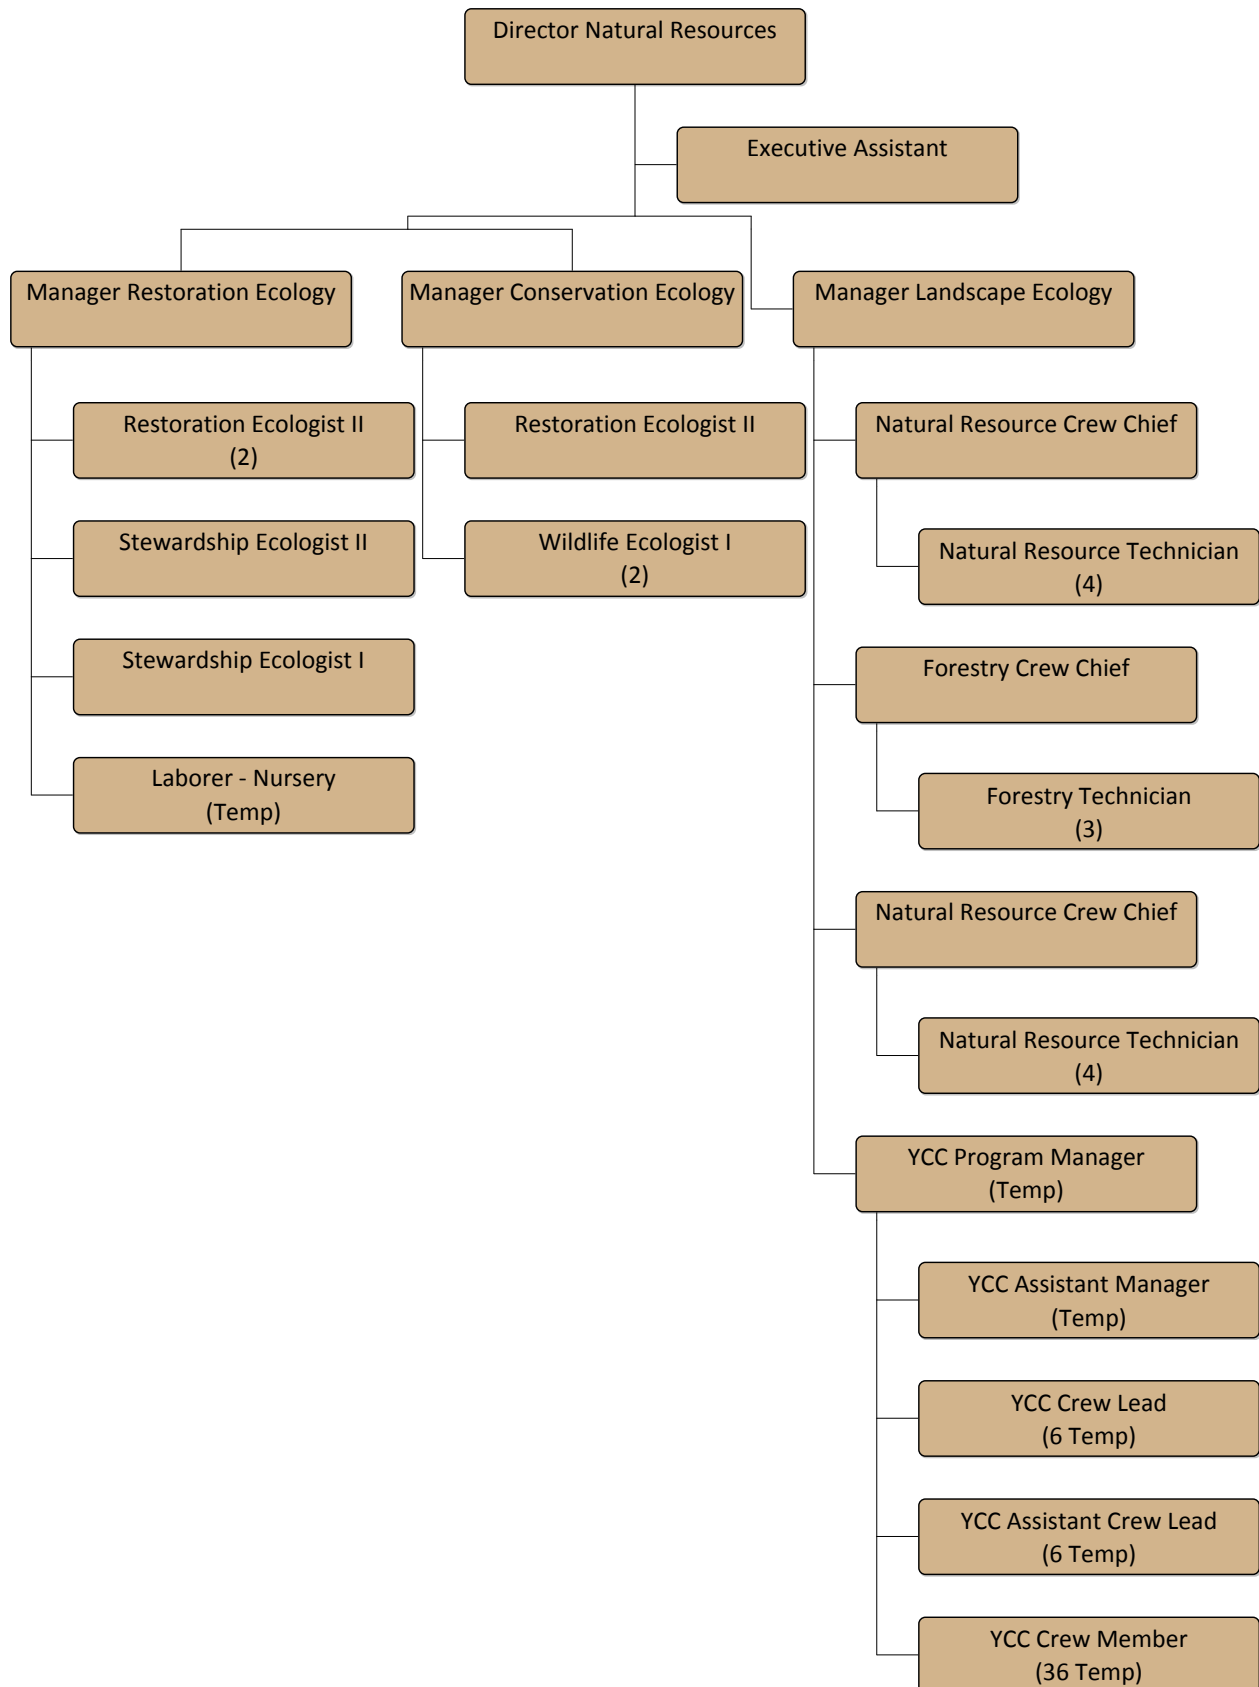 Director Natural Resources
Executive Assistant
Manager Restoration Ecology
Restoration Ecologist II
(2)
Stewardship Ecologist II
Stewardship Ecologist I
Laborer - Nursery
(Temp)
Manager Conservation Ecology
Restoration Ecologist II
Wildlife Ecologist I
(2)
Manager Landscape Ecology
Natural Resource Crew Chief
Natural Resource Technician
(4)
Forestry Crew Chief
Forestry Technician
(3)
Natural Resource Crew Chief
Natural Resource Technician
(4)
YCC Program Manager
(Temp)
YCC Assistant Manager
(Temp)
YCC Crew Lead
(6 Temp)
YCC Assistant Crew Lead
(6 Temp)
YCC Crew Member
(36 Temp)